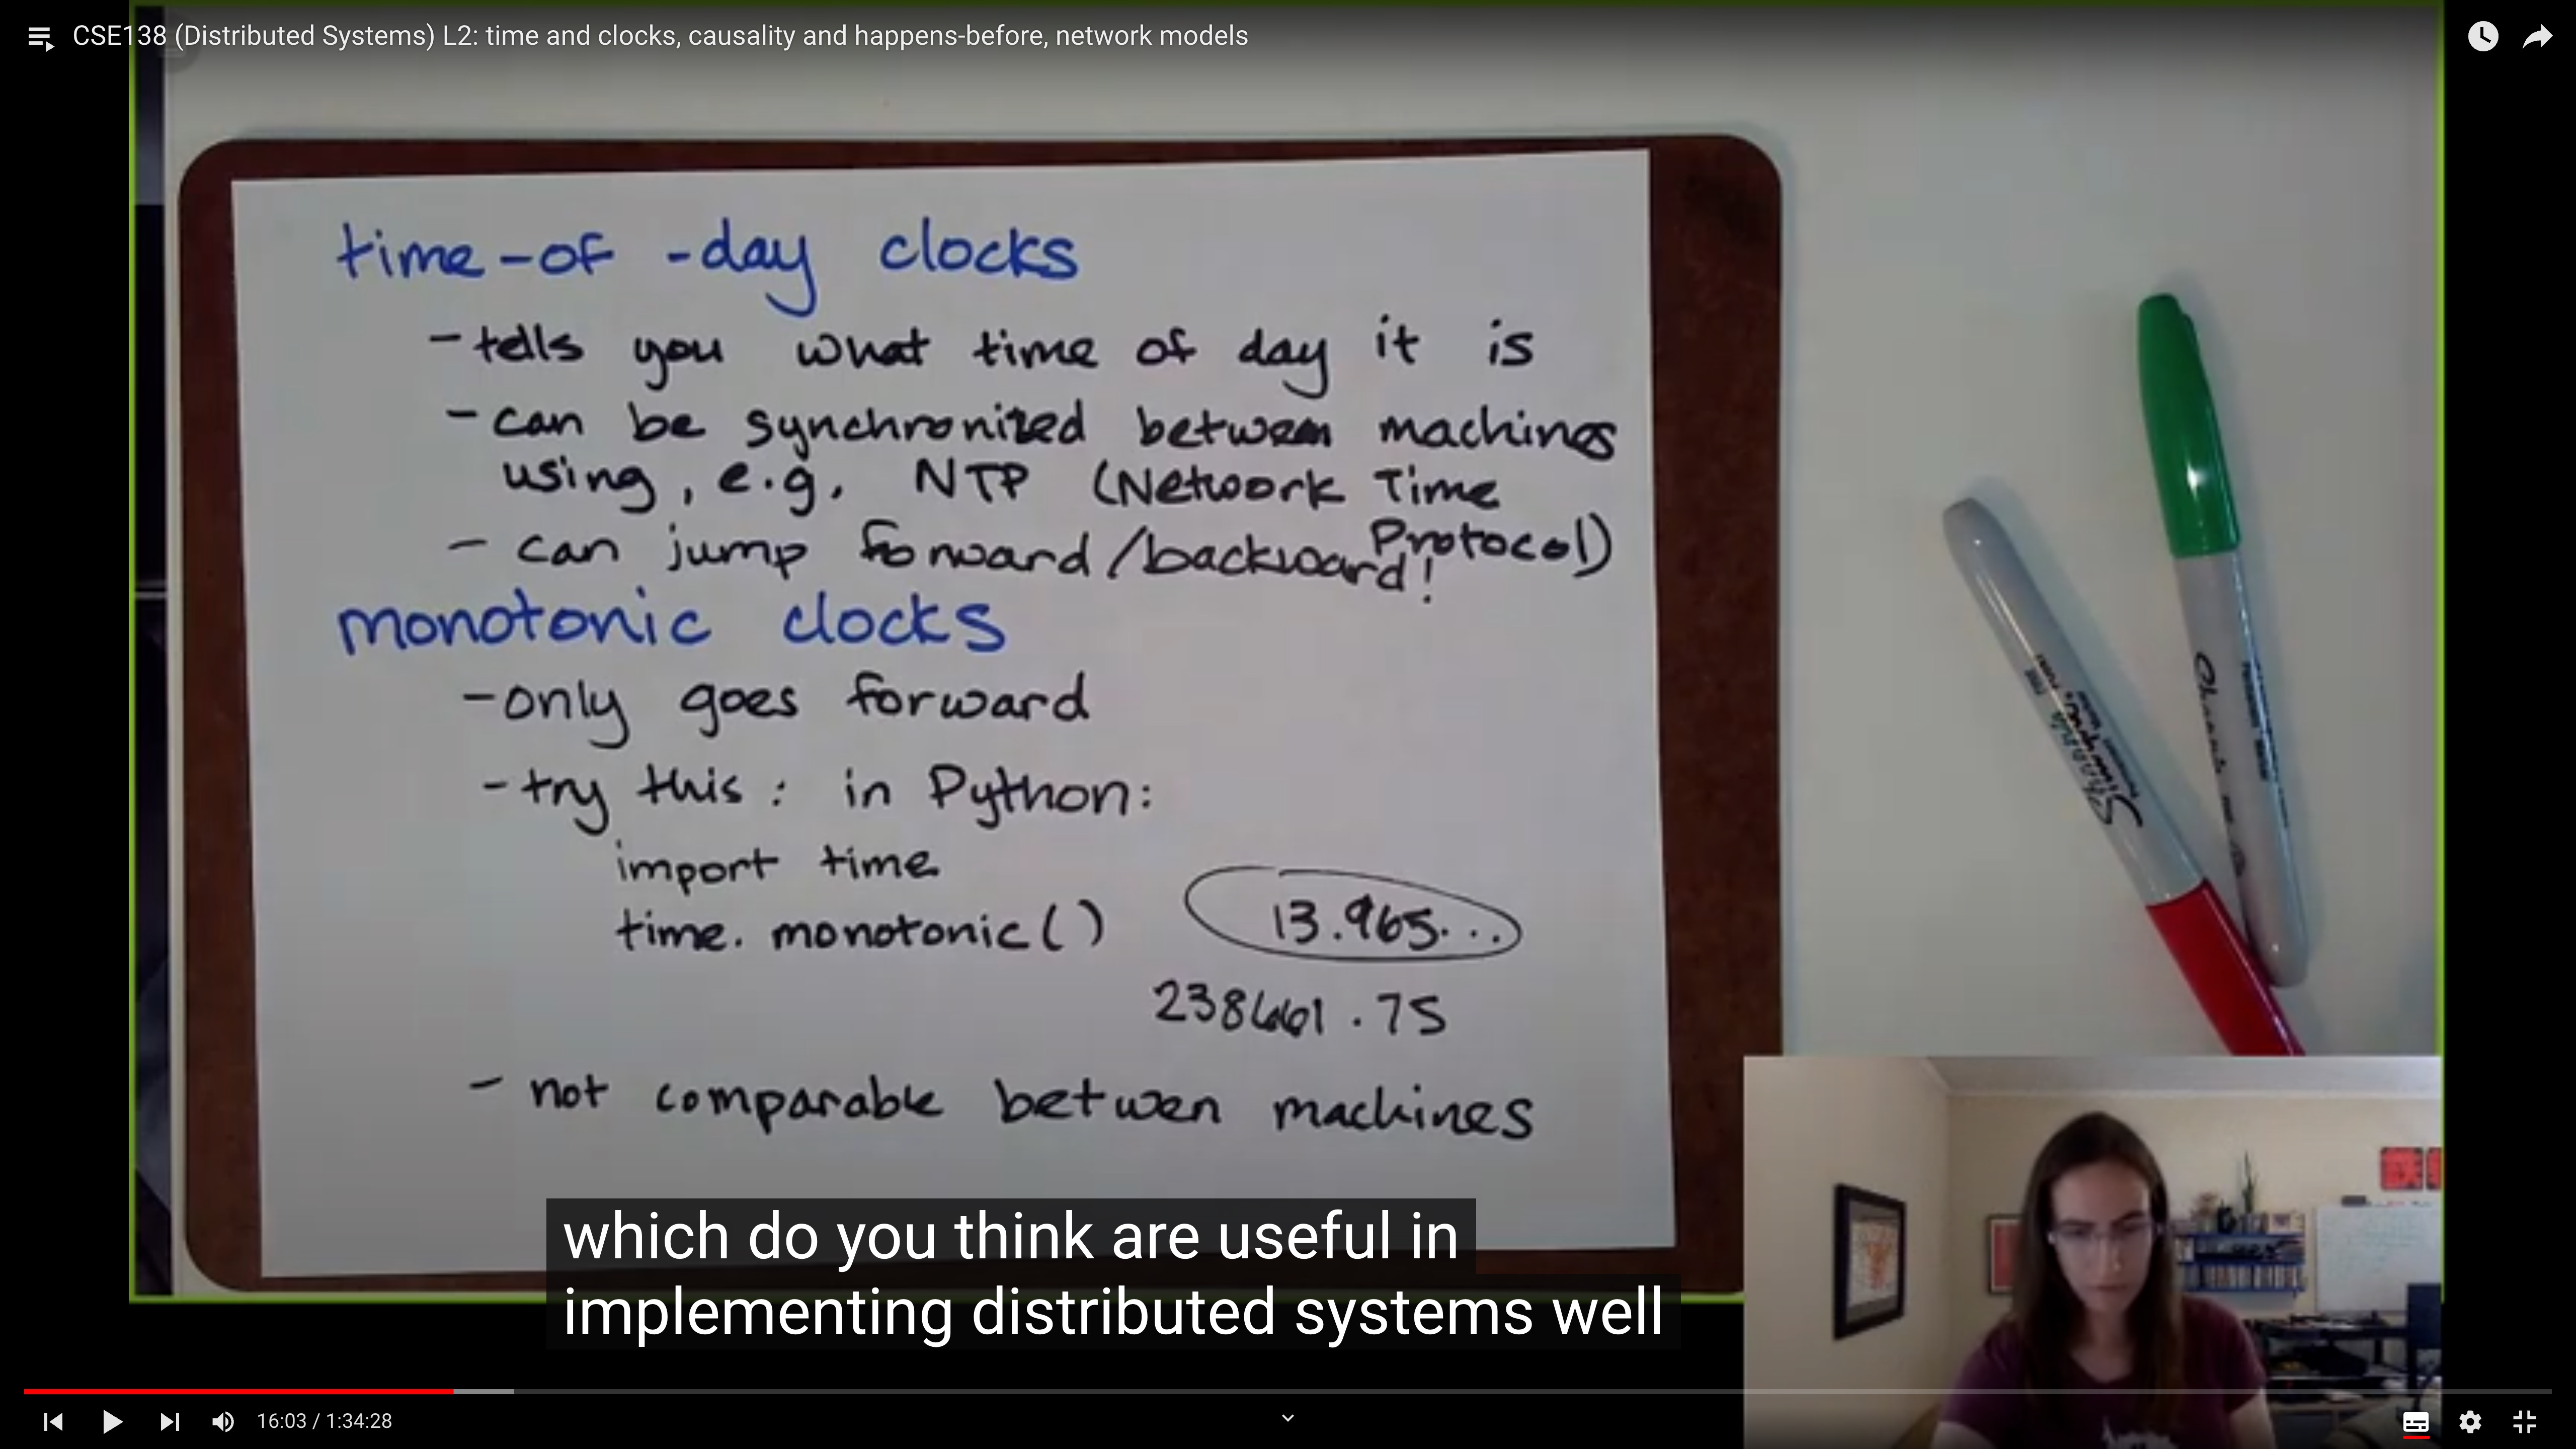 CSE138 (Distributed Systems) L2: time and clocks, causality and happens-before, network models
time-of-day clocks
- tells you what time of day it is
- can be synchronized between machines
using, e.g. NTP (Network Time
Protocol)
- can jump forward/backward!
monotonic clocks
- only goes forward
- try this: in Python:
import time
time.monotonic()
13.965...
238661.75
- not comparable between machines
Sharpie
which do you think are useful in
implementing distributed systems well
16:03 / 1:34:28